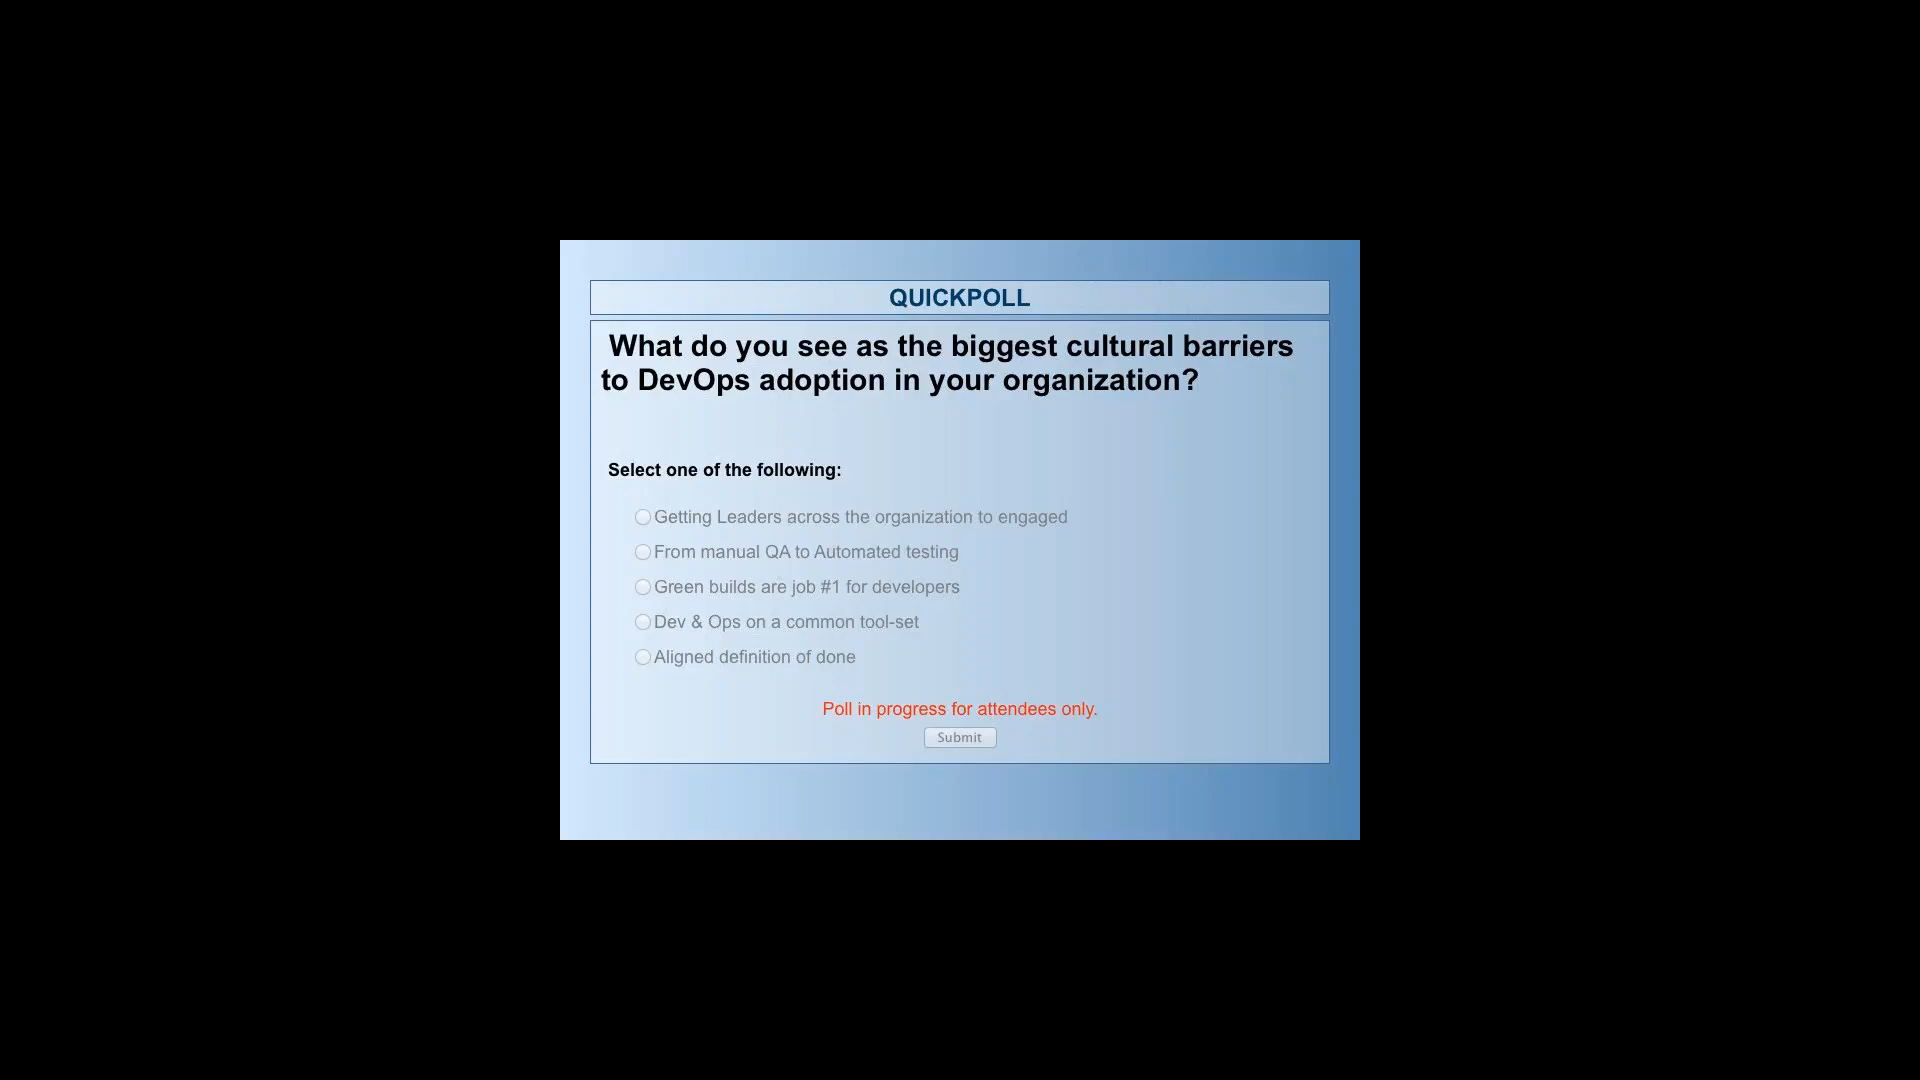 QUICKPOLL
What do you see as the biggest cultural barriers
to DevOps adoption in your organization?
Select one of the following:
Getting Leaders across the organization to engaged
From manual QA to Automated testing
Green builds are job #1 for developers
Dev & Ops on a common tool-set
Aligned definition of done
Poll in progress for attendees only.
Submit